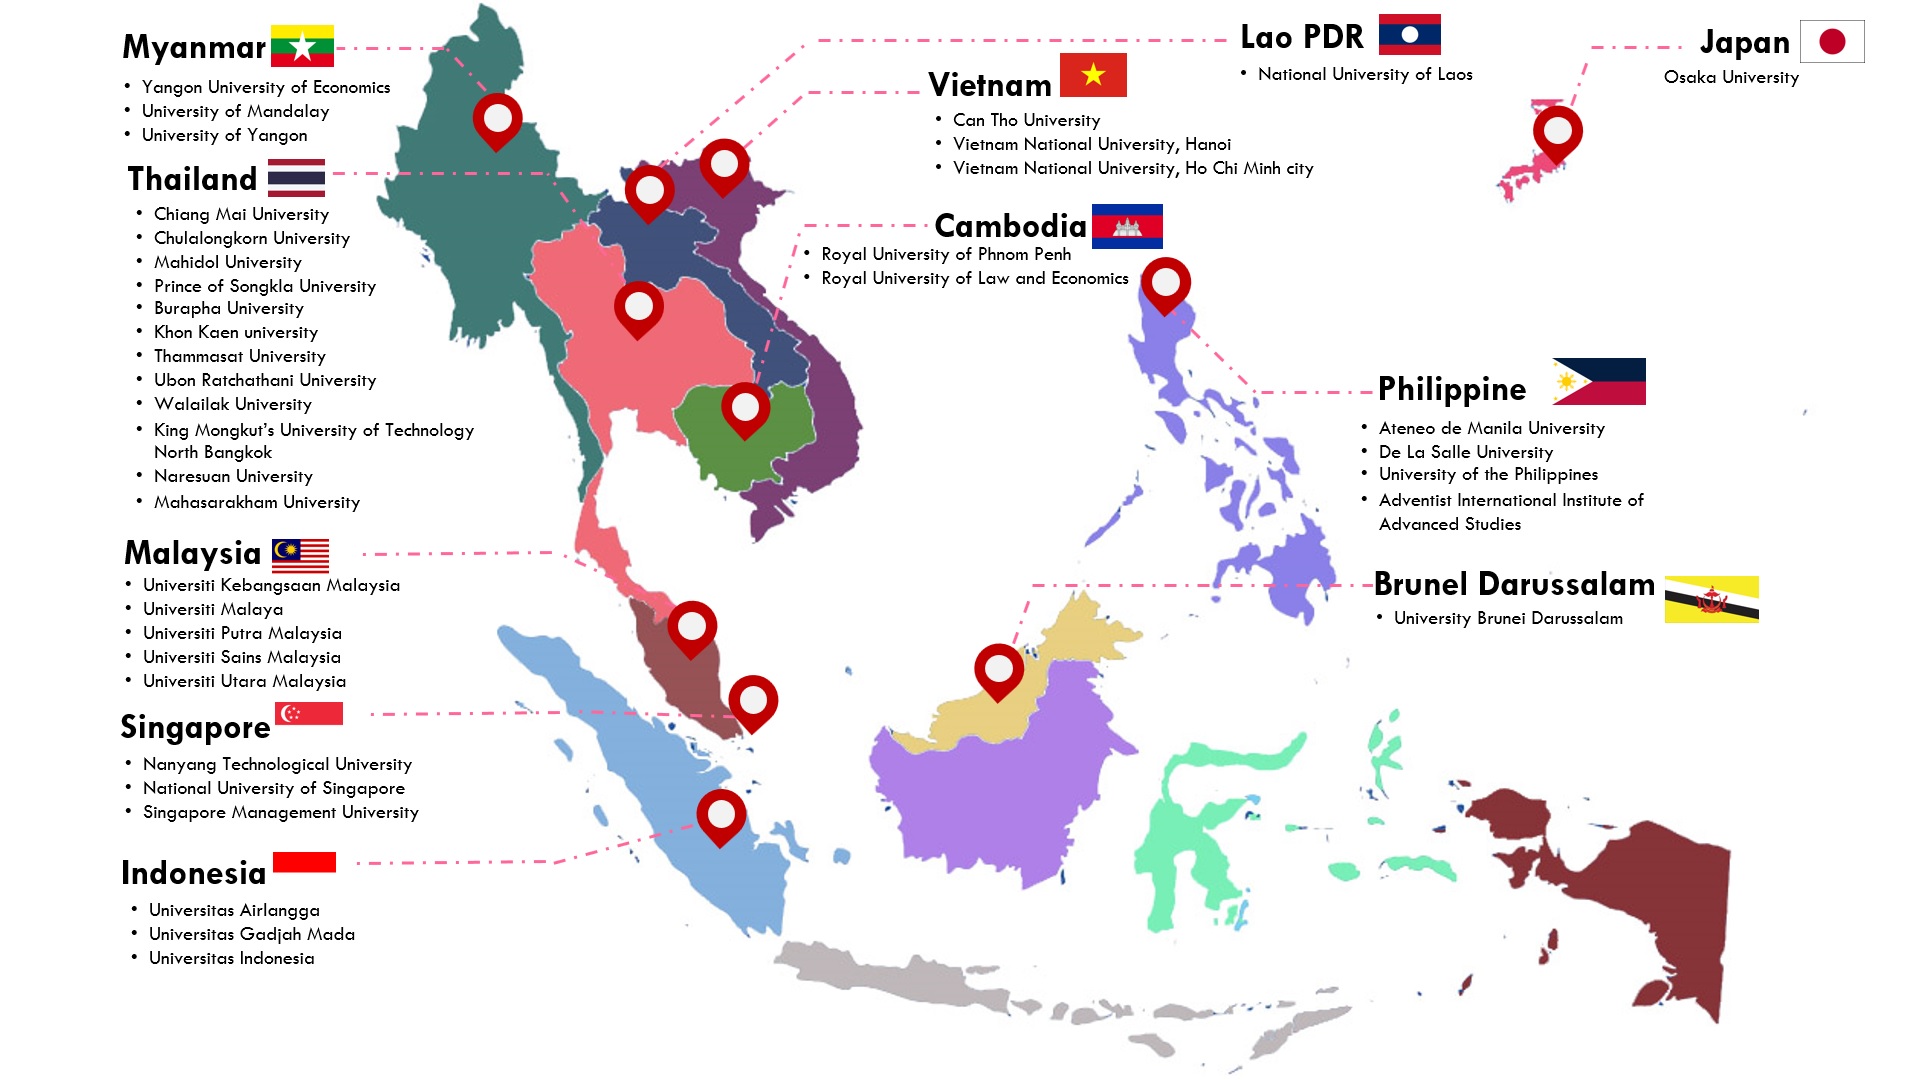 Myanmar
• Yangon University of Economics
• University of Mandalay
• University of Yangon
Thailand
• Chiang Mai University
• Chulalongkorn University
• Mahidol University
• Prince of Songkla University
• Burapha University
• Khon Kaen university
• Thammasat University
• Ubon Ratchathani University
• Walailak University
• King Mongkut’s University of Technology
North Bangkok
• Naresuan University
• Mahasarakham University
Malaysia
• Universiti Kebangsaan Malaysia
• Universiti Malaya
• Universiti Putra Malaysia
• Universiti Sains Malaysia
• Universiti Utara Malaysia
Singapore
• Nanyang Technological University
• National University of Singapore
• Singapore Management University
Indonesia
• Universitas Airlangga
• Universitas Gadjah Mada
• Universitas Indonesia
Vietnam
• Can Tho University
• Vietnam National University, Hanoi
• Vietnam National University, Ho Chi Minh city
Cambodia
• Royal University of Phnom Penh
• Royal University of Law and Economics
Lao PDR
• National University of Laos
Japan
Osaka University
Philippine
• Ateneo de Manila University
• De La Salle University
• University of the Philippines
• Adventist International Institute of
Advanced Studies
Brunel Darussalam
• University Brunei Darussalam